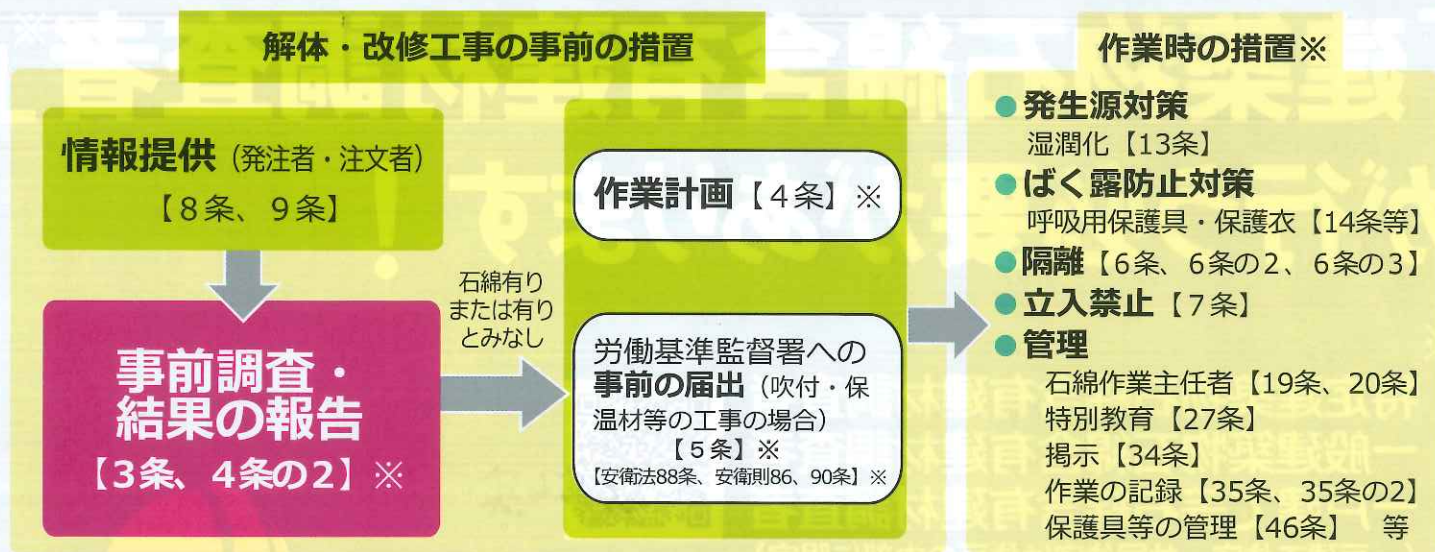 解体・改修工事の事前の措置
情報提供（発注者・注文者）
【８条、９条】
事前調査・
結果の報告
【３条、４条の２】※
石綿有り
または有り
とみなし
作業計画【４条】※
労働基準監督署への
事前の届出（吹付・保
温材等の工事の場合）
【５条】※
【安衛法88条、安衛則86、90条】※
作業時の措置※
●発生源対策
湿潤化【13条】
●ばく露防止対策
呼吸用保護具・保護衣【14条等】
●隔離【６条、６条の２、６条の３】
●立入禁止【７条】
●管理
石綿作業主任者【19条、20条】
特別教育【27条】
掲示【34条】
作業の記録【35条、35条の２】
保護具等の管理【46条】　等